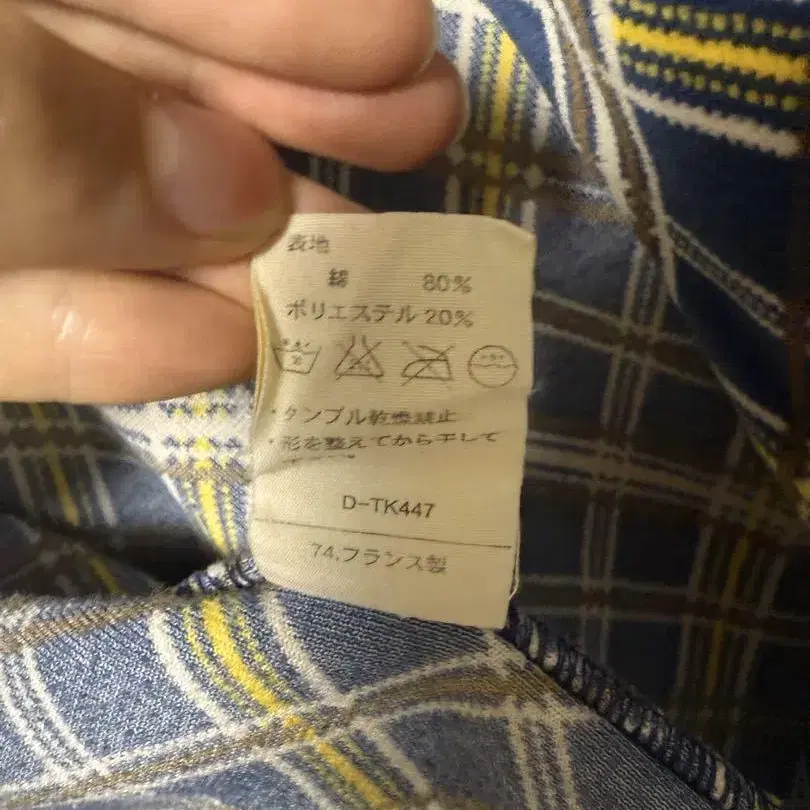 表地
綿 80%
ポリエステル 20%
・タンブル乾燥禁止
・形を整えてから干して
D-TK447
74.フランス製